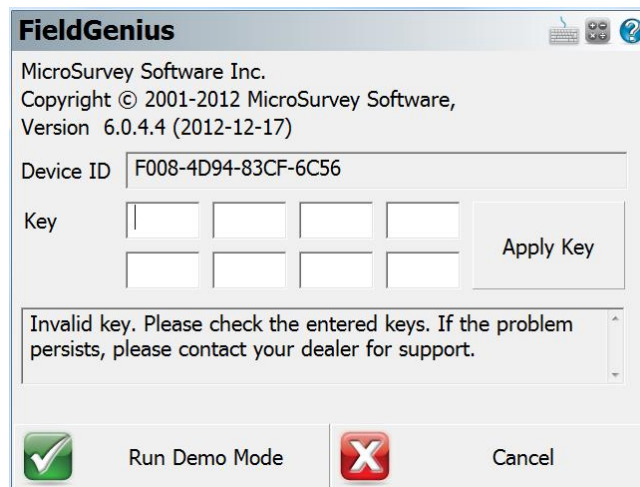 FieldGenius
MicroSurvey Software Inc.
Copyright © 2001-2012 MicroSurvey Software,
Version 6.0.4.4 (2012-12-17)
Device ID F008-4D94-83CF-6C56
Key
Apply Key
Invalid key. Please check the entered keys. If the problem
persists, please contact your dealer for support.
Run Demo Mode Cancel